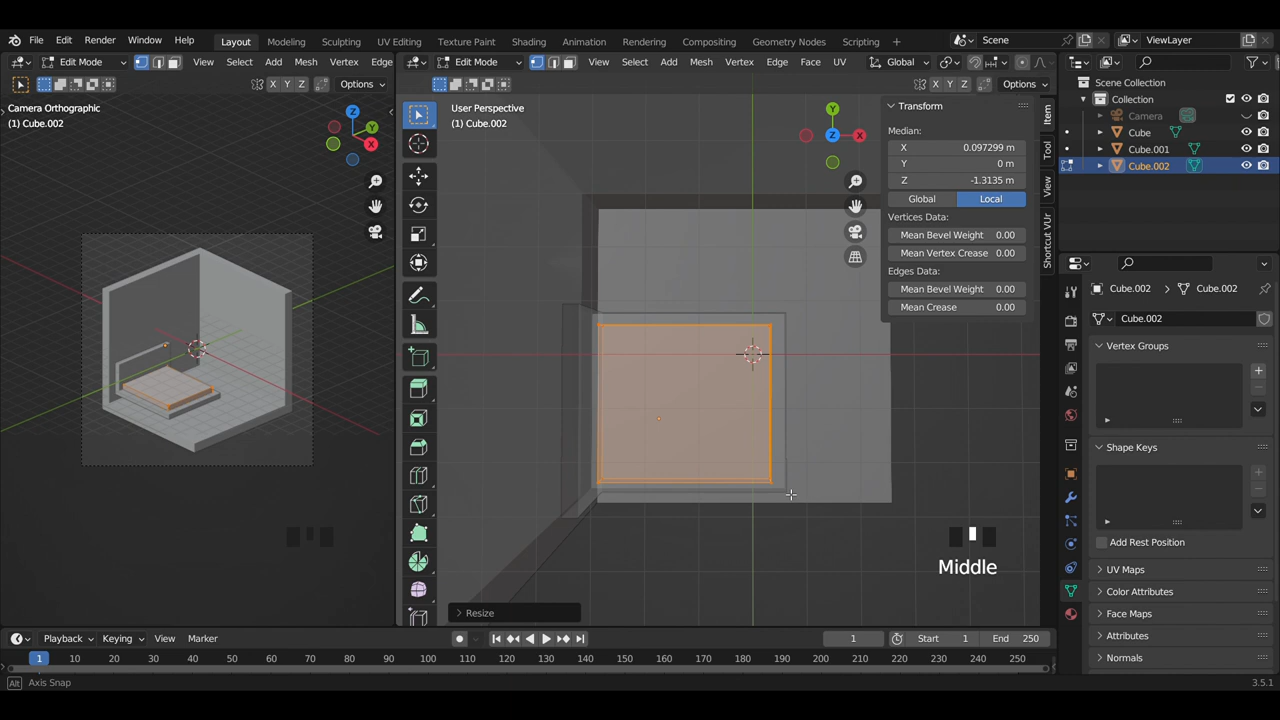 File Edit Render Window Help Layout Modeling Sculpting UV Editing Texture Paint Shading Animation Rendering Compositing Geometry Nodes Scripting + Scene ViewLayer
Edit Mode View Select Add Mesh Vertex Edge
Edit Mode View Select Add Mesh Vertex Edge Face UV Global Options
Options
Camera Orthographic
(1) Cube.002
Z
Y
X
User Perspective
(1) Cube.002
Y
Z
X
Transform
Median:
X 0.097299 m
Y 0 m
Z -1.3135 m
Global Local
Vertices Data:
Mean Bevel Weight 0.00
Mean Vertex Crease 0.00
Edges Data:
Mean Bevel Weight 0.00
Mean Crease 0.00
Item
Tool
View
Shortcut VUr
Middle
Resize
Scene Collection
Collection
Camera
Cube
Cube.001
Cube.002
Cube.002 Cube.002
Cube.002
Vertex Groups
Shape Keys
Add Rest Position
UV Maps
Color Attributes
Face Maps
Attributes
Normals
Playback Keying View Marker 1 Start 1 End 250
1 10 20 30 40 50 60 70 80 90 100 110 120 130 140 150 160 170 180 190 200 210 220 230 240 250
Alt Axis Snap 3.5.1